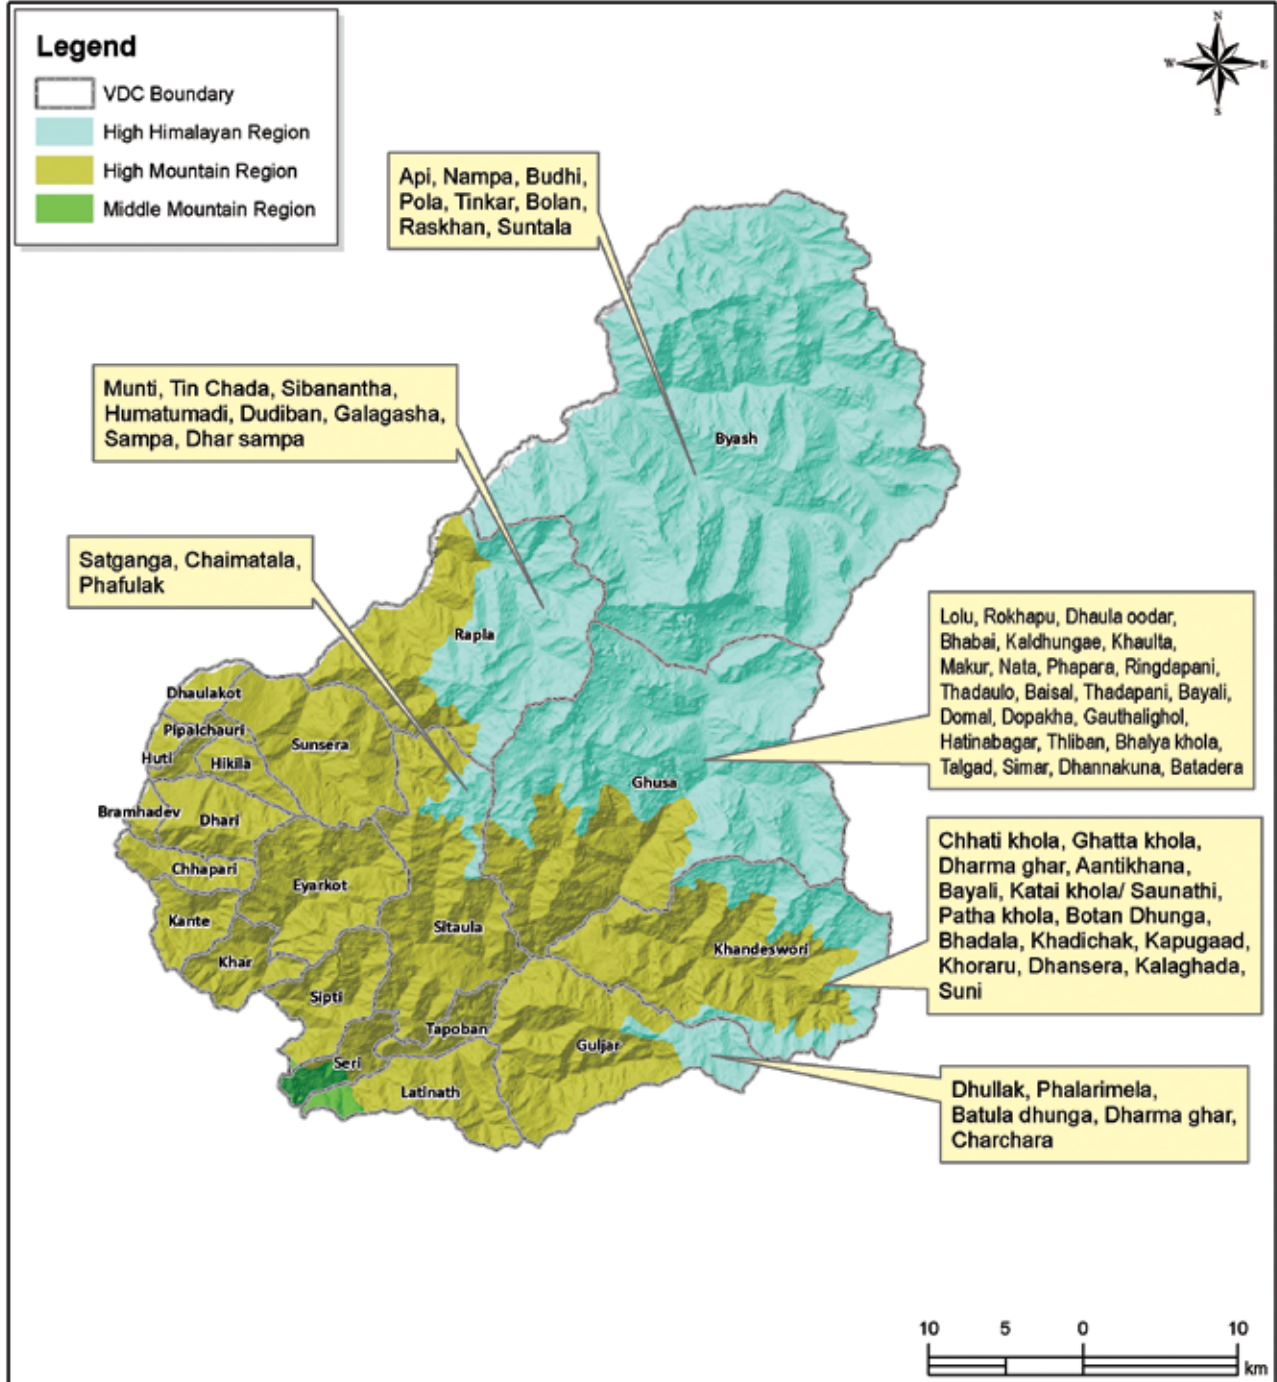 Legend
VDC Boundary
High Himalayan Region
High Mountain Region
Middle Mountain Region
N
W
E
S
Api, Nampa, Budhi,
Pola, Tinkar, Bolan,
Raskhan, Suntala
Munti, Tin Chada, Sibanantha,
Humatumadi, Dudiban, Galagasha,
Sampa, Dhar sampa
Satganga, Chaimatala,
Phafulak
Lolu, Rokhapu, Dhaula oodar,
Bhabai, Kaldhungae, Khaulta,
Makur, Nata, Phapara, Ringdapani,
Thadaulo, Baisal, Thadapani, Bayali,
Domal, Dopakha, Gauthalighol,
Hatinabagar, Thliban, Bhalya khola,
Talgad, Simar, Dhannakuna, Batadera
Chhati khola, Ghatta khola,
Dharma ghar, Aantikhana,
Bayali, Katai khola/ Saunathi,
Patha khola, Botan Dhunga,
Bhadala, Khadichak, Kapugaad,
Khoraru, Dhansera, Kalaghada,
Suni
Dhullak, Phalarimela,
Batula dhunga, Dharma ghar,
Charchara
Byash
Rapla
Dhaulakot
Pipalchauri
Sunsera
Huti
Hikila
Ghusa
Bramhadev
Dhari
Chhapari
Eyarkot
Kante
Sitaula
Khandeswori
Khar
Sipti
Tapoban
Guljar
Seri
Latinath
10 5 0 10
km